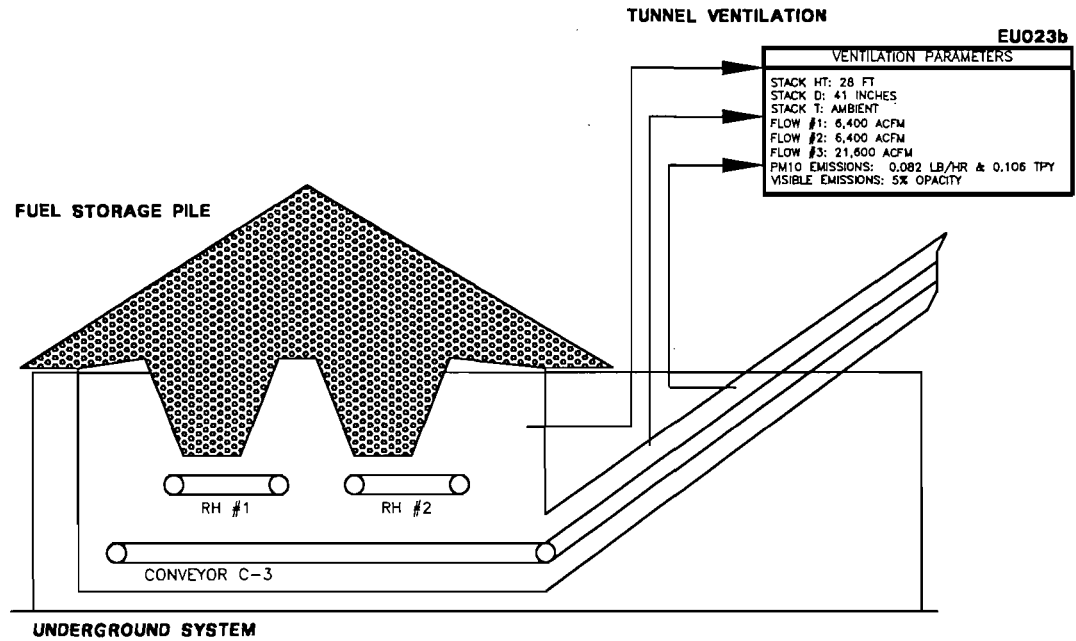 TUNNEL VENTILATION
EU023b
VENTILATION PARAMETERS
STACK HT: 28 FT
STACK D: 41 INCHES
STACK T: AMBIENT
FLOW #1: 6,400 ACFM
FLOW #2: 6,400 ACFM
FLOW #3: 21,600 ACFM
PM10 EMISSIONS: 0.082 LB/HR & 0.106 TPY
VISIBLE EMISSIONS: 5% OPACITY
FUEL STORAGE PILE
RH #1
RH #2
CONVEYOR C-3
UNDERGROUND SYSTEM